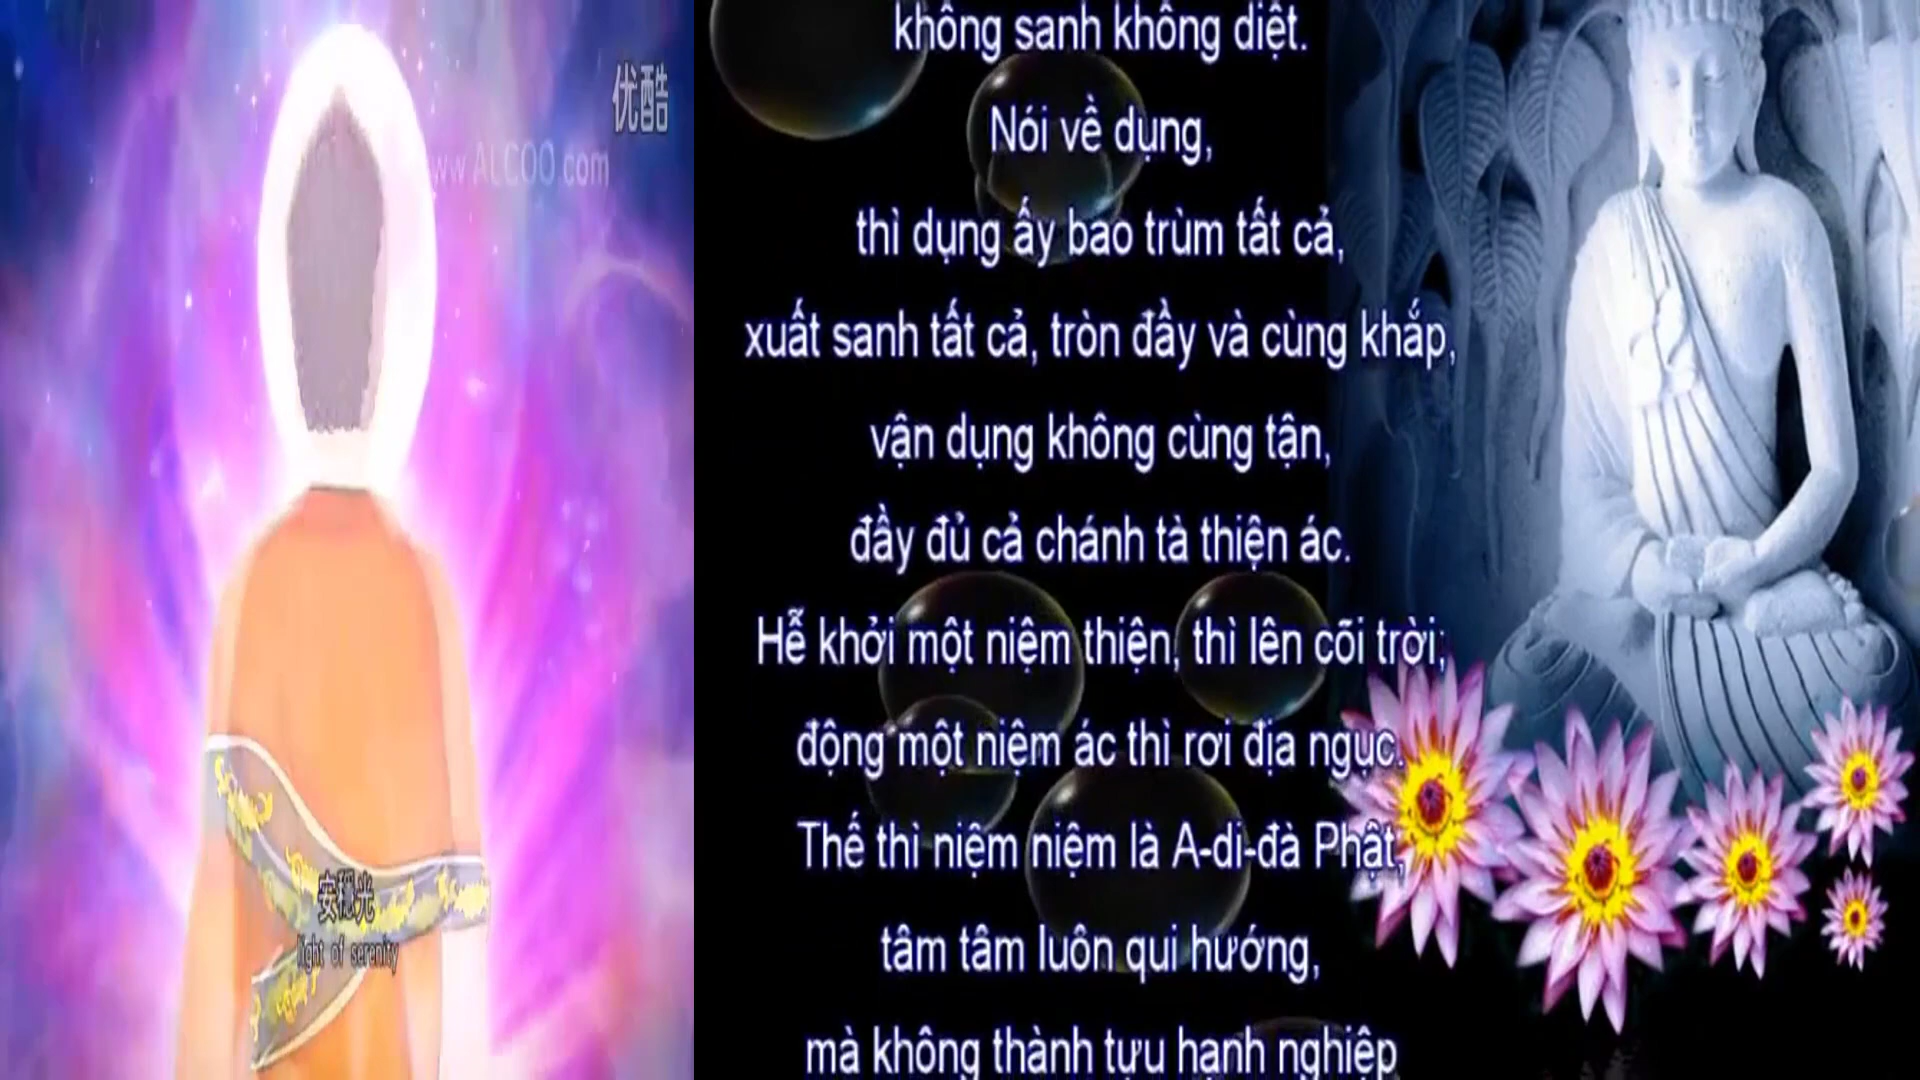 优酷
www.ALCOO.com
安穩光
light of serenity
không sanh không diệt.
Nói về dụng,
thì dụng ấy bao trùm tất cả,
xuất sanh tất cả, tròn đầy và cùng khắp,
vận dụng không cùng tận,
đầy đủ cả chánh tà thiện ác.
Hễ khởi một niệm thiện, thì lên cõi trời;
động một niệm ác thì rơi địa ngục.
Thế thì niệm niệm là A-di-đà Phật;
tâm tâm luôn qui hướng,
mà không thành tựu hạnh nghiệp